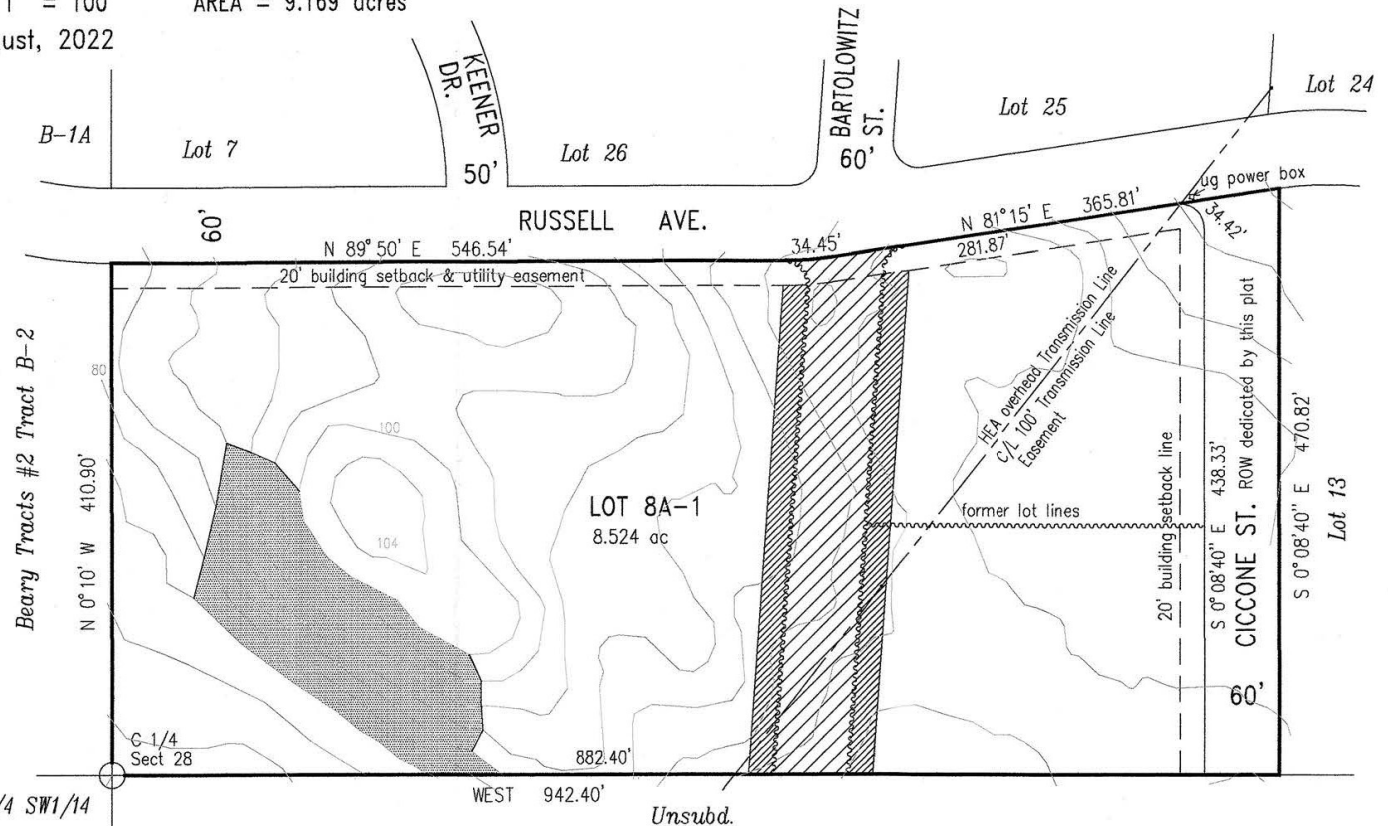 1" = 100' AREA = 9.169 acres
ust, 2022
B-1A
Lot 7
KEENER
DR.
50'
Lot 26
BARTOLOWITZ
ST.
60'
Lot 25
Lot 24
60'
RUSSELL AVE.
ug power box
34.42'
N 89° 50' E 546.54'
34.45'
N 81° 15' E 365.81'
281.87'
20' building setback & utility easement
Beary Tracts #2 Tract B-2
N 0° 10' W 410.90'
80
100
104
LOT 8A-1
8.524 ac
HEA overhead Transmission Line
C/L 100' Transmission Line
Easement
former lot lines
20' building setback line
S 0° 08'40" E 438.33'
CICCONE ST. ROW dedicated by this plat
60'
S 0° 08'40" E 470.82'
Lot 13
C 1/4
Sect 28
882.40'
WEST 942.40'
/4 SW1/14
Unsubd.